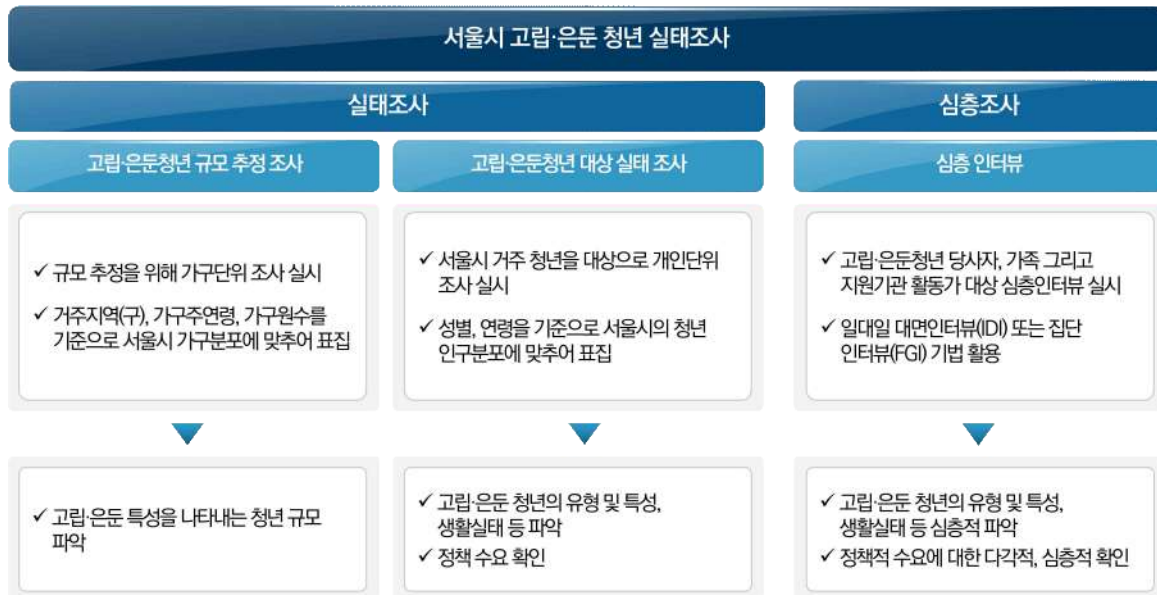 서울시 고립·은둔 청년 실태조사
실태조사
심층조사
고립·은둔청년 규모 추정 조사
고립·은둔청년 대상 실태 조사
심층 인터뷰
✓ 규모 추정을 위해 가구단위 조사 실시
✓ 거주지역(구), 가구주연령, 가구원수를
기준으로 서울시 가구분포에 맞추어 표집
✓ 서울시 거주 청년을 대상으로 개인단위
조사 실시
✓ 성별, 연령을 기준으로 서울시의 청년
인구분포에 맞추어 표집
✓ 고립·은둔청년 당사자, 가족 그리고
지원기관 활동가 대상 심층인터뷰 실시
✓ 일대일 대면인터뷰(IDI) 또는 집단
인터뷰(FGI) 기법 활용
✓ 고립·은둔 특성을 나타내는 청년 규모
파악
✓ 고립·은둔 청년의 유형 및 특성,
생활실태 등 파악
✓ 정책 수요 확인
✓ 고립·은둔 청년의 유형 및 특성,
생활실태 등 심층적 파악
✓ 정책적 수요에 대한 다각적, 심층적 확인